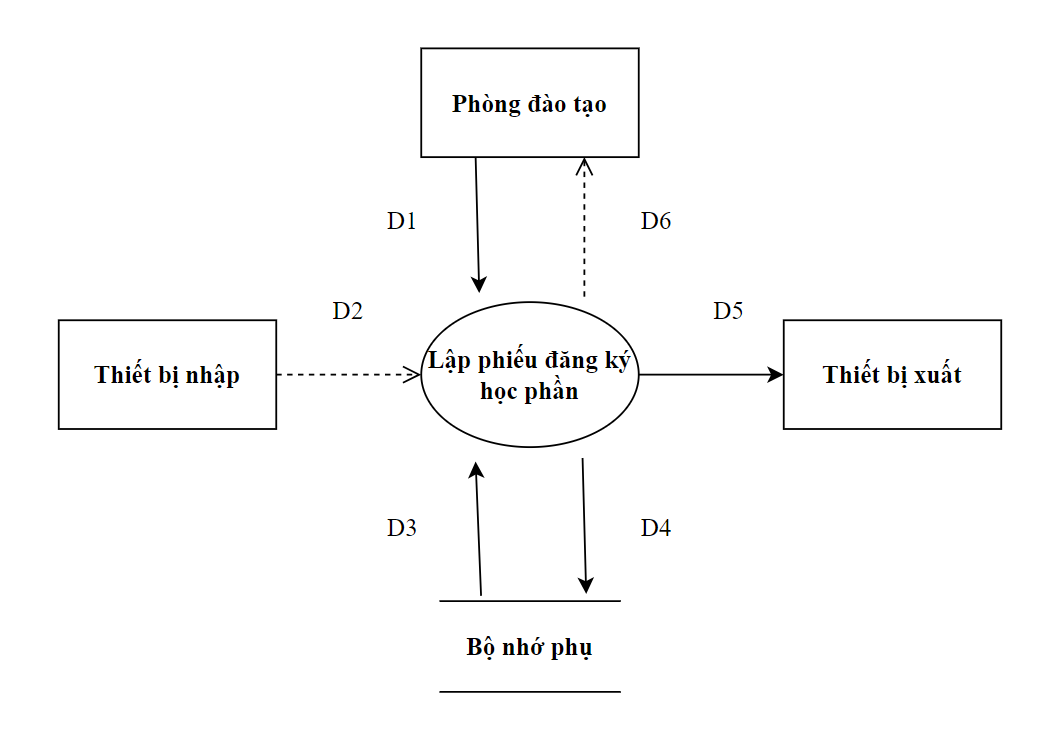 Phòng đào tạo
D1
D6
D2
D5
Thiết bị nhập
Lập phiếu đăng ký
học phần
Thiết bị xuất
D3
D4
Bộ nhớ phụ